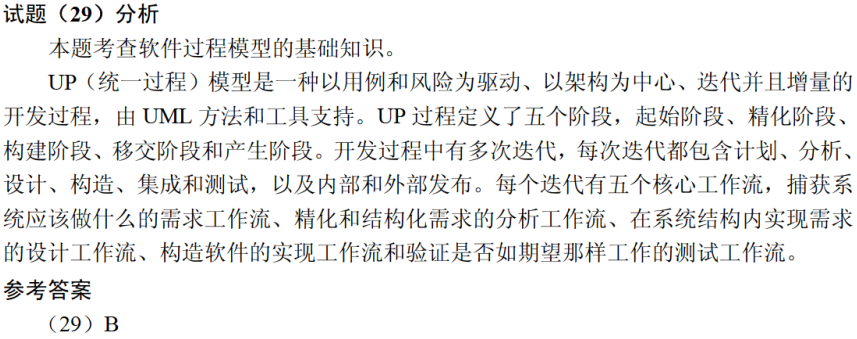 试题（29）分析
本题考查软件过程模型的基础知识。
UP（统一过程）模型是一种以用例和风险为驱动、以架构为中心、迭代并且增量的
开发过程，由 UML 方法和工具支持。UP 过程定义了五个阶段，起始阶段、精化阶段、
构建阶段、移交阶段和产生阶段。开发过程中有多次迭代，每次迭代都包含计划、分析、
设计、构造、集成和测试，以及内部和外部发布。每个迭代有五个核心工作流，捕获系
统应该做什么的需求工作流、精化和结构化需求的分析工作流、在系统结构内实现需求
的设计工作流、构造软件的实现工作流和验证是否如期望那样工作的测试工作流。
参考答案
（29）B